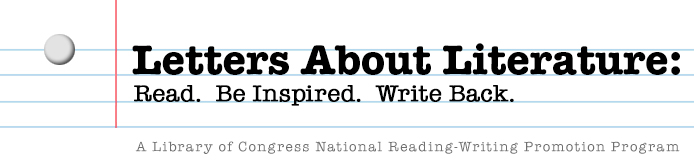 Letters About Literature:
Read. Be Inspired. Write Back.
A Library of Congress National Reading-Writing Promotion Program